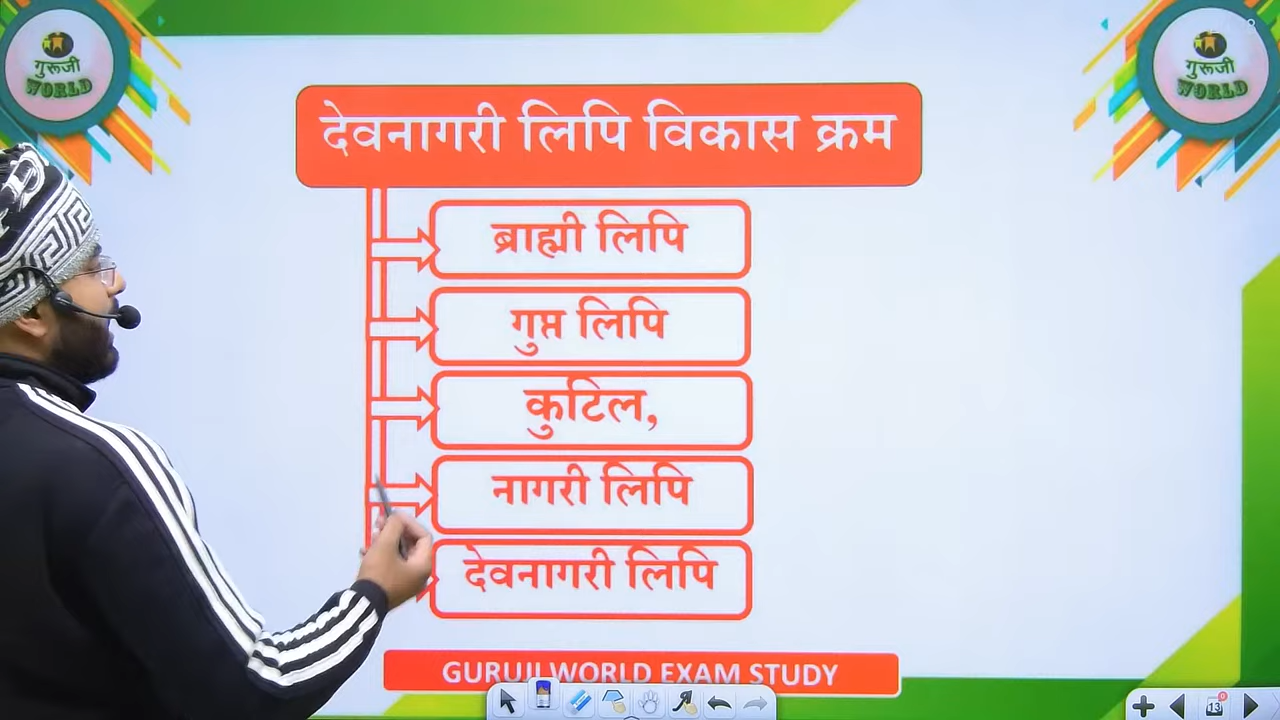 गुरूजी
WORLD
गुरूजी
WORLD
देवनागरी लिपि विकास क्रम
ब्राह्मी लिपि
गुप्त लिपि
कुटिल,
नागरी लिपि
देवनागरी लिपि
GURUJI WORLD EXAM STUDY
13